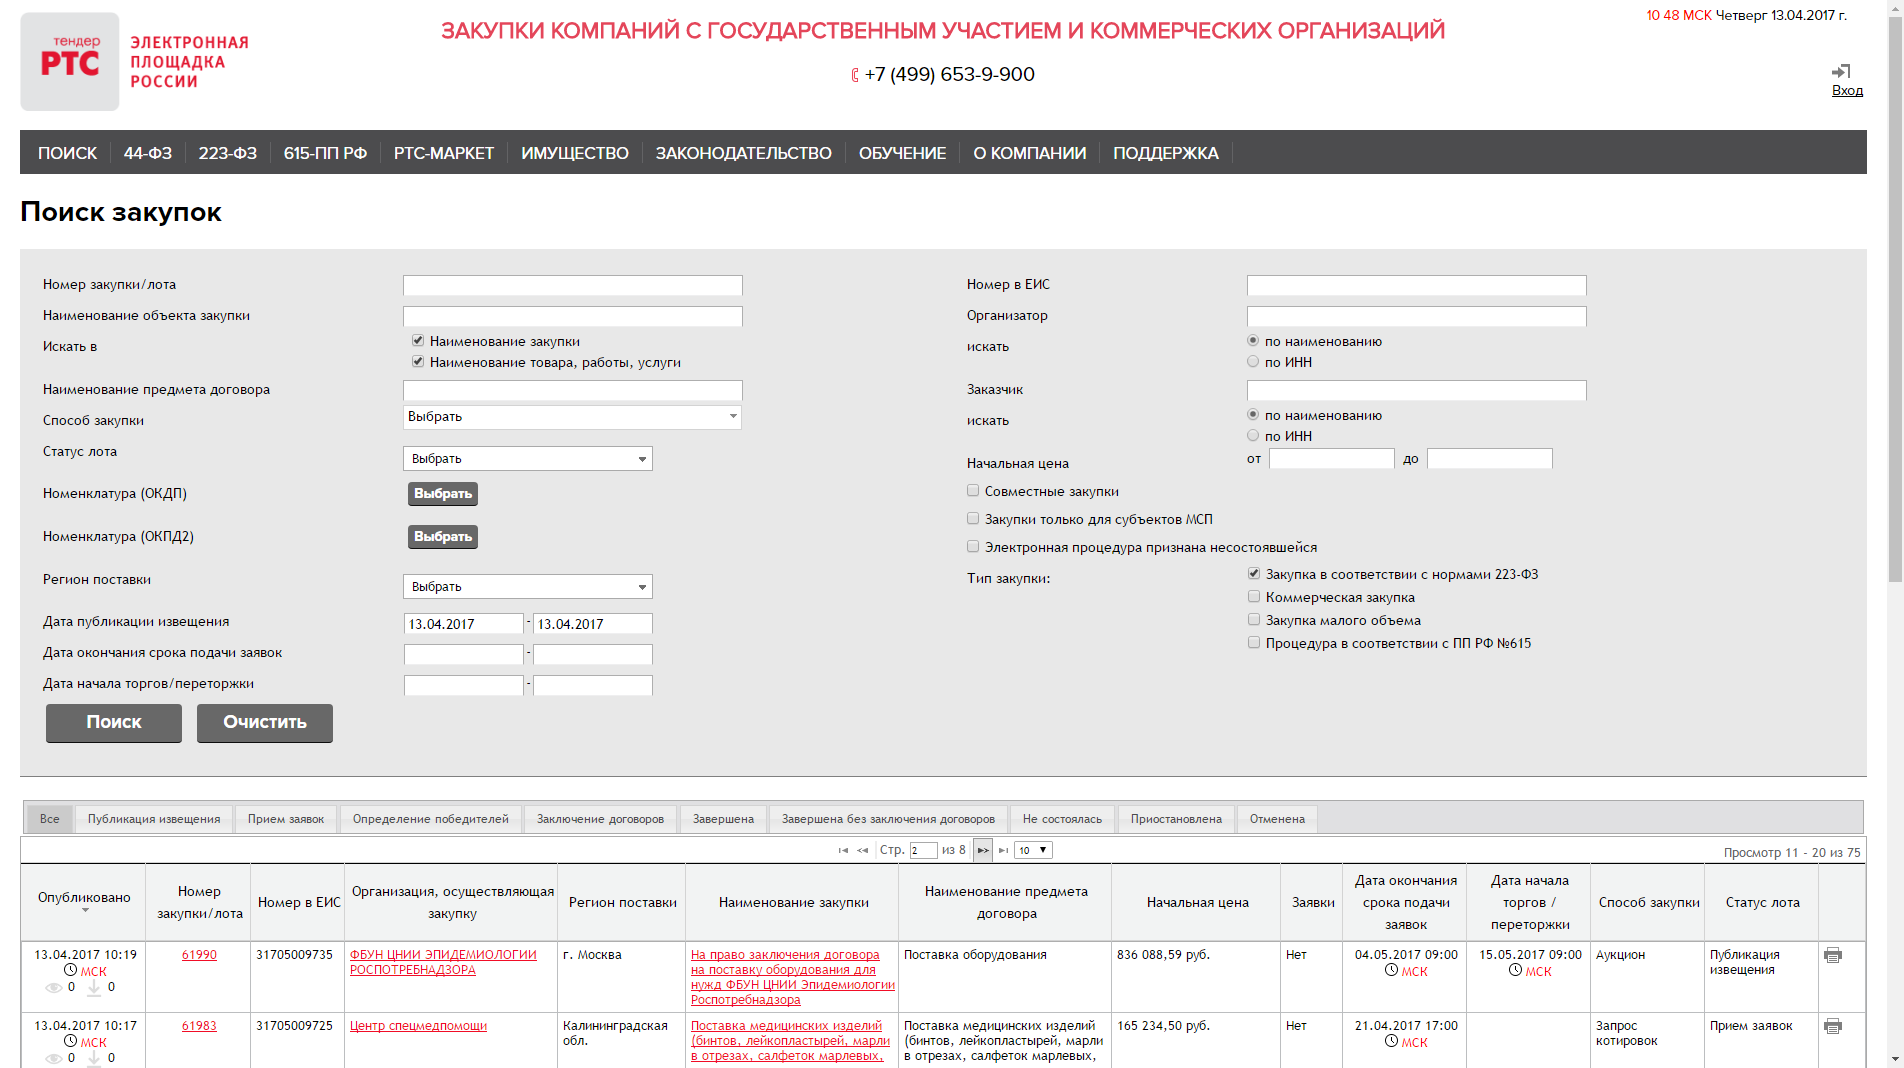 тендер
РТС
ЭЛЕКТРОННАЯ
ПЛОЩАДКА
РОССИИ
ЗАКУПКИ КОМПАНИЙ С ГОСУДАРСТВЕННЫМ УЧАСТИЕМ И КОММЕРЧЕСКИХ ОРГАНИЗАЦИЙ
+7 (499) 653-9-900
10 48 МСК Четверг 13.04.2017 г.
Вход
ПОИСК 44-ФЗ 223-ФЗ 615-ПП РФ РТС-МАРКЕТ ИМУЩЕСТВО ЗАКОНОДАТЕЛЬСТВО ОБУЧЕНИЕ О КОМПАНИИ ПОДДЕРЖКА
Поиск закупок
Номер закупки/лота
Наименование объекта закупки
Искать в
Наименование закупки
Наименование товара, работы, услуги
Наименование предмета договора
Способ закупки Выбрать
Статус лота Выбрать
Номенклатура (ОКДП) Выбрать
Номенклатура (ОКПД2) Выбрать
Регион поставки Выбрать
Дата публикации извещения 13.04.2017 - 13.04.2017
Дата окончания срока подачи заявок -
Дата начала торгов/переторжки -
Поиск Очистить
Номер в ЕИС
Организатор
искать по наименованию
по ИНН
Заказчик
искать по наименованию
по ИНН
Начальная цена от до
Совместные закупки
Закупки только для субъектов МСП
Электронная процедура признана несостоявшейся
Тип закупки: Закупка в соответствии с нормами 223-ФЗ
Коммерческая закупка
Закупка малого объема
Процедура в соответствии с ПП РФ №615
Все Публикация извещения Прием заявок Определение победителей Заключение договоров Завершена Завершена без заключения договоров Не состоялась Приостановлена Отменена
Стр. 2 из 8 10
Просмотр 11 - 20 из 75
Опубликовано
Номер
закупки/лота
Номер в ЕИС
Организация, осуществляющая
закупку
Регион поставки
Наименование закупки
Наименование предмета
договора
Начальная цена
Заявки
Дата окончания
срока подачи
заявок
Дата начала
торгов /
переторжки
Способ закупки
Статус лота
13.04.2017 10:19
МСК
0 0
61990
31705009735
ФБУН ЦНИИ ЭПИДЕМИОЛОГИИ
РОСПОТРЕБНАДЗОРА
г. Москва
На право заключения договора
на поставку оборудования для
нужд ФБУН ЦНИИ Эпидемиологии
Роспотребнадзора
Поставка оборудования
836 088,59 руб.
Нет
04.05.2017 09:00
МСК
15.05.2017 09:00
МСК
Аукцион
Публикация
извещения
13.04.2017 10:17
МСК
0 0
61983
31705009725
Центр спецмедпомощи
Калининградская
обл.
Поставка медицинских изделий
(бинтов, лейкопластырей, марли
в отрезах, салфеток марлевых,
Поставка медицинских изделий
(бинтов, лейкопластырей, марли
в отрезах, салфеток марлевых,
165 234,50 руб.
Нет
21.04.2017 17:00
МСК
Запрос
котировок
Прием заявок